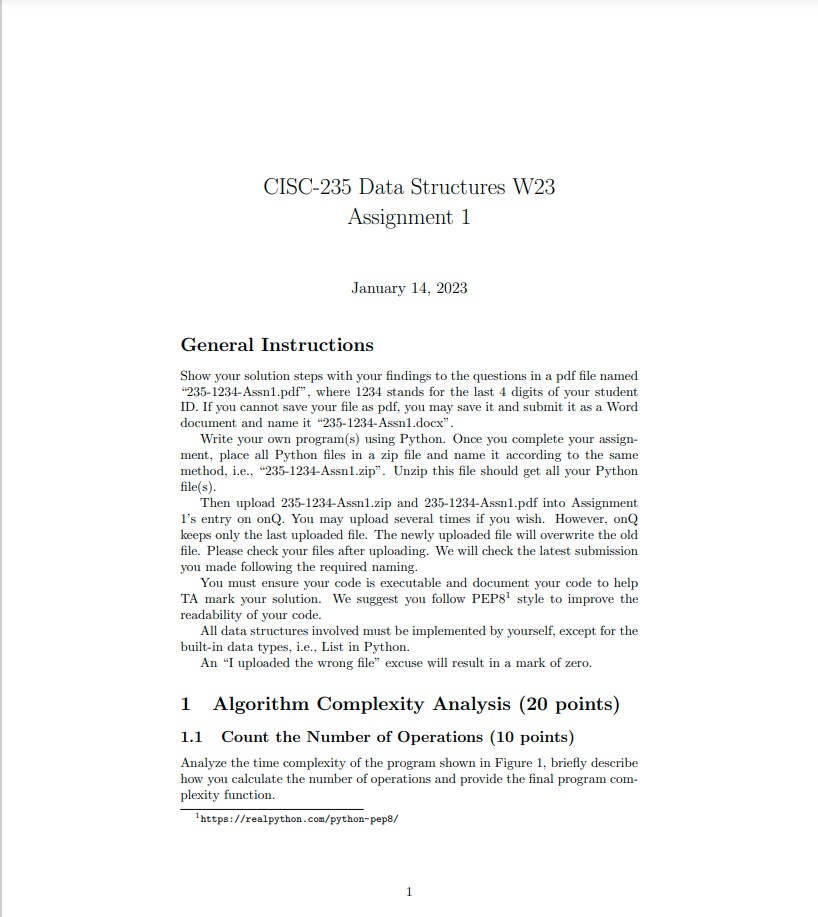 CISC-235 Data Structures W23
Assignment 1
January 14, 2023
General Instructions
Show your solution steps with your findings to the questions in a pdf file named
“235-1234-Assn1.pdf”, where 1234 stands for the last 4 digits of your student
ID. If you cannot save your file as pdf, you may save it and submit it as a Word
document and name it “235-1234-Assn1.docx”.
Write your own program(s) using Python. Once you complete your assign-
ment, place all Python files in a zip file and name it according to the same
method, i.e., “235-1234-Assn1.zip”. Unzip this file should get all your Python
file(s).
Then upload 235-1234-Assn1.zip and 235-1234-Assn1.pdf into Assignment
1’s entry on onQ. You may upload several times if you wish. However, onQ
keeps only the last uploaded file. The newly uploaded file will overwrite the old
file. Please check your files after uploading. We will check the latest submission
you made following the required naming.
You must ensure your code is executable and document your code to help
TA mark your solution. We suggest you follow PEP8¹ style to improve the
readability of your code.
All data structures involved must be implemented by yourself, except for the
built-in data types, i.e., List in Python.
An “I uploaded the wrong file” excuse will result in a mark of zero.
1 Algorithm Complexity Analysis (20 points)
1.1 Count the Number of Operations (10 points)
Analyze the time complexity of the program shown in Figure 1, briefly describe
how you calculate the number of operations and provide the final program com-
plexity function.
¹https://realpython.com/python-pep8/
1